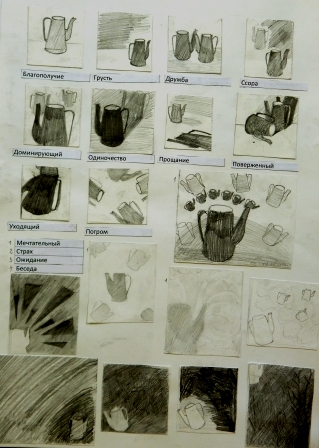 Благополучие
Грусть
Дружба
Ссора
Доминирующий
Одиночество
Прощание
Поверженный
Уходящий
Погром
1 Мечтательный
2 Страх
3 Ожидание
4 Беседа